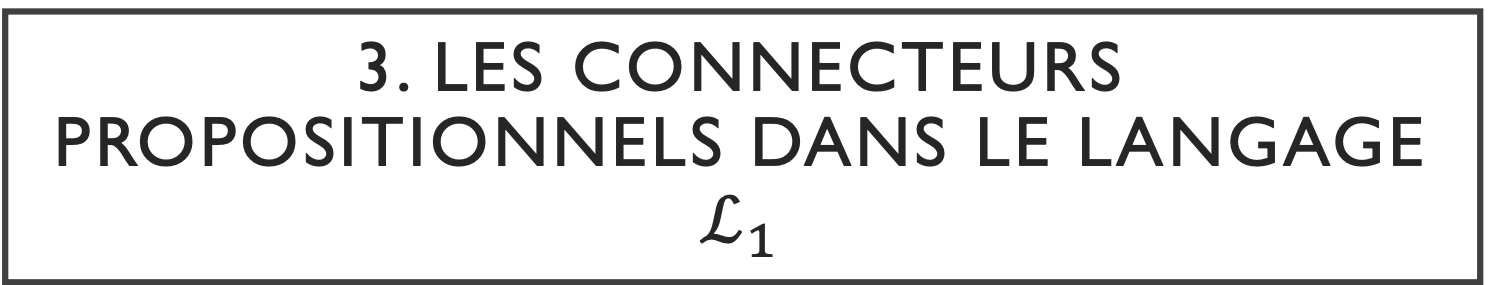 3. LES CONNECTEURS
PROPOSITIONNELS DANS LE LANGAGE
ℒ₁